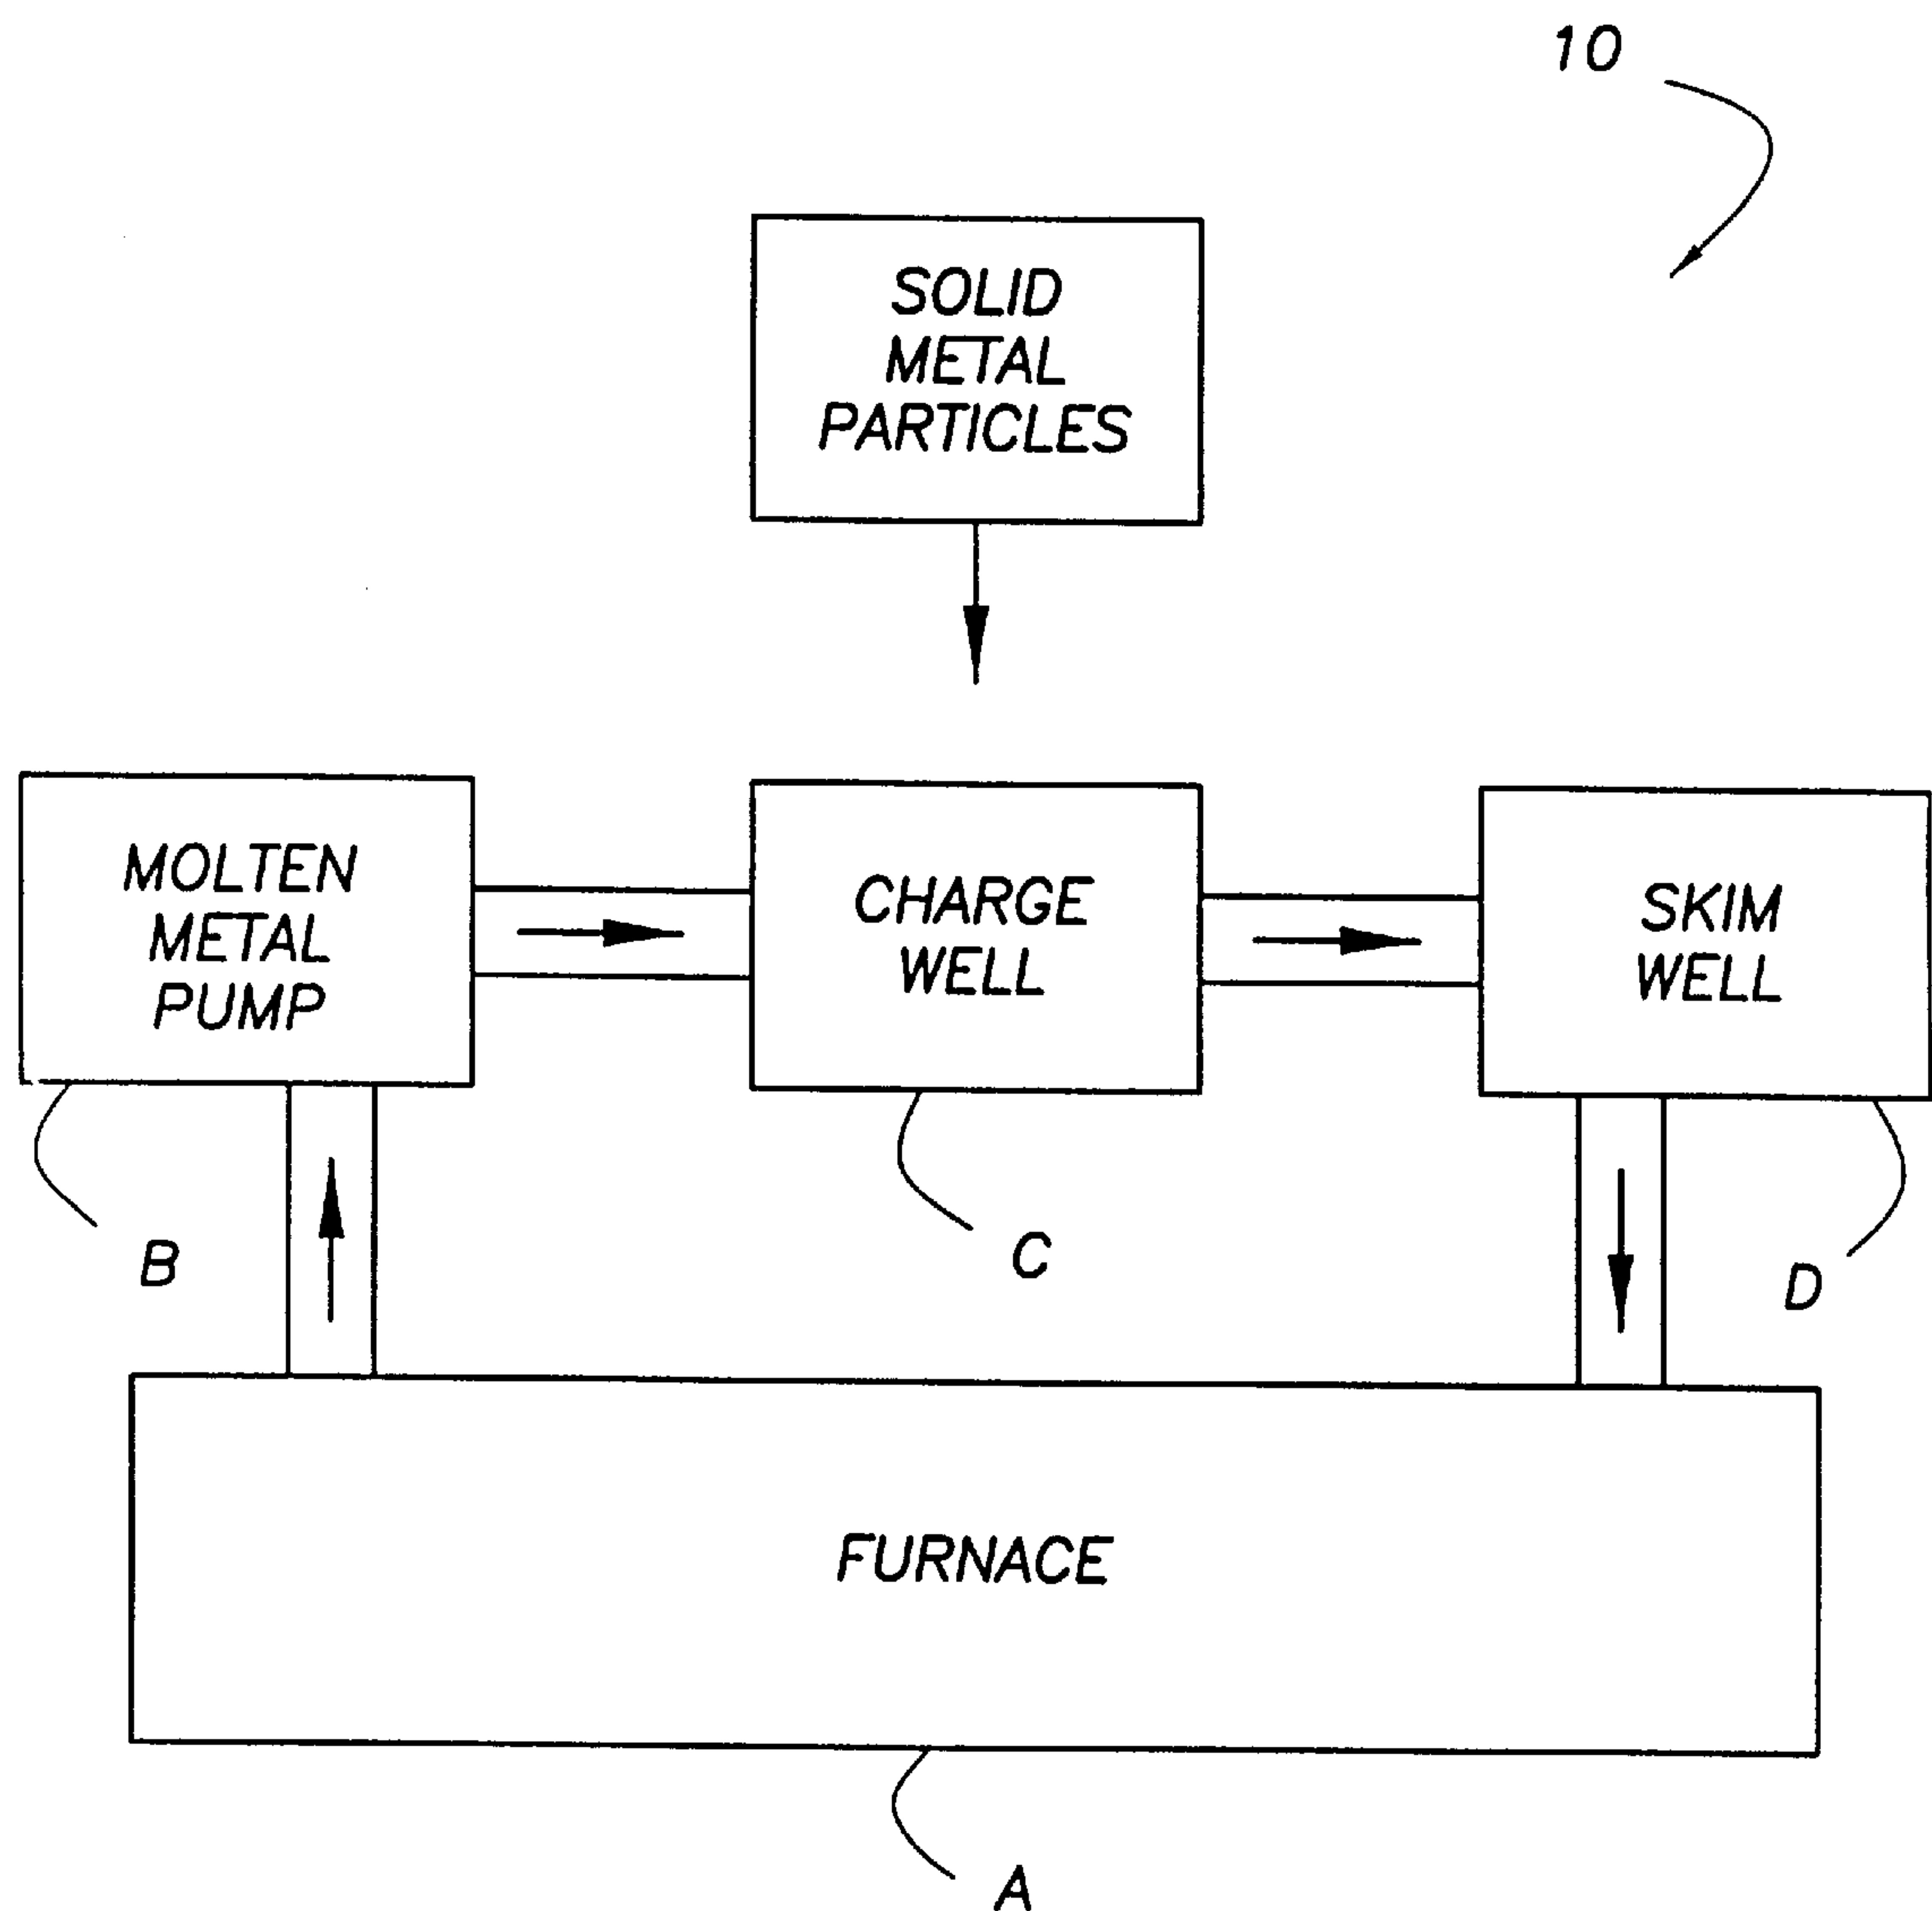 10
SOLID
METAL
PARTICLES
MOLTEN
METAL
PUMP
CHARGE
WELL
SKIM
WELL
B
C
D
FURNACE
A